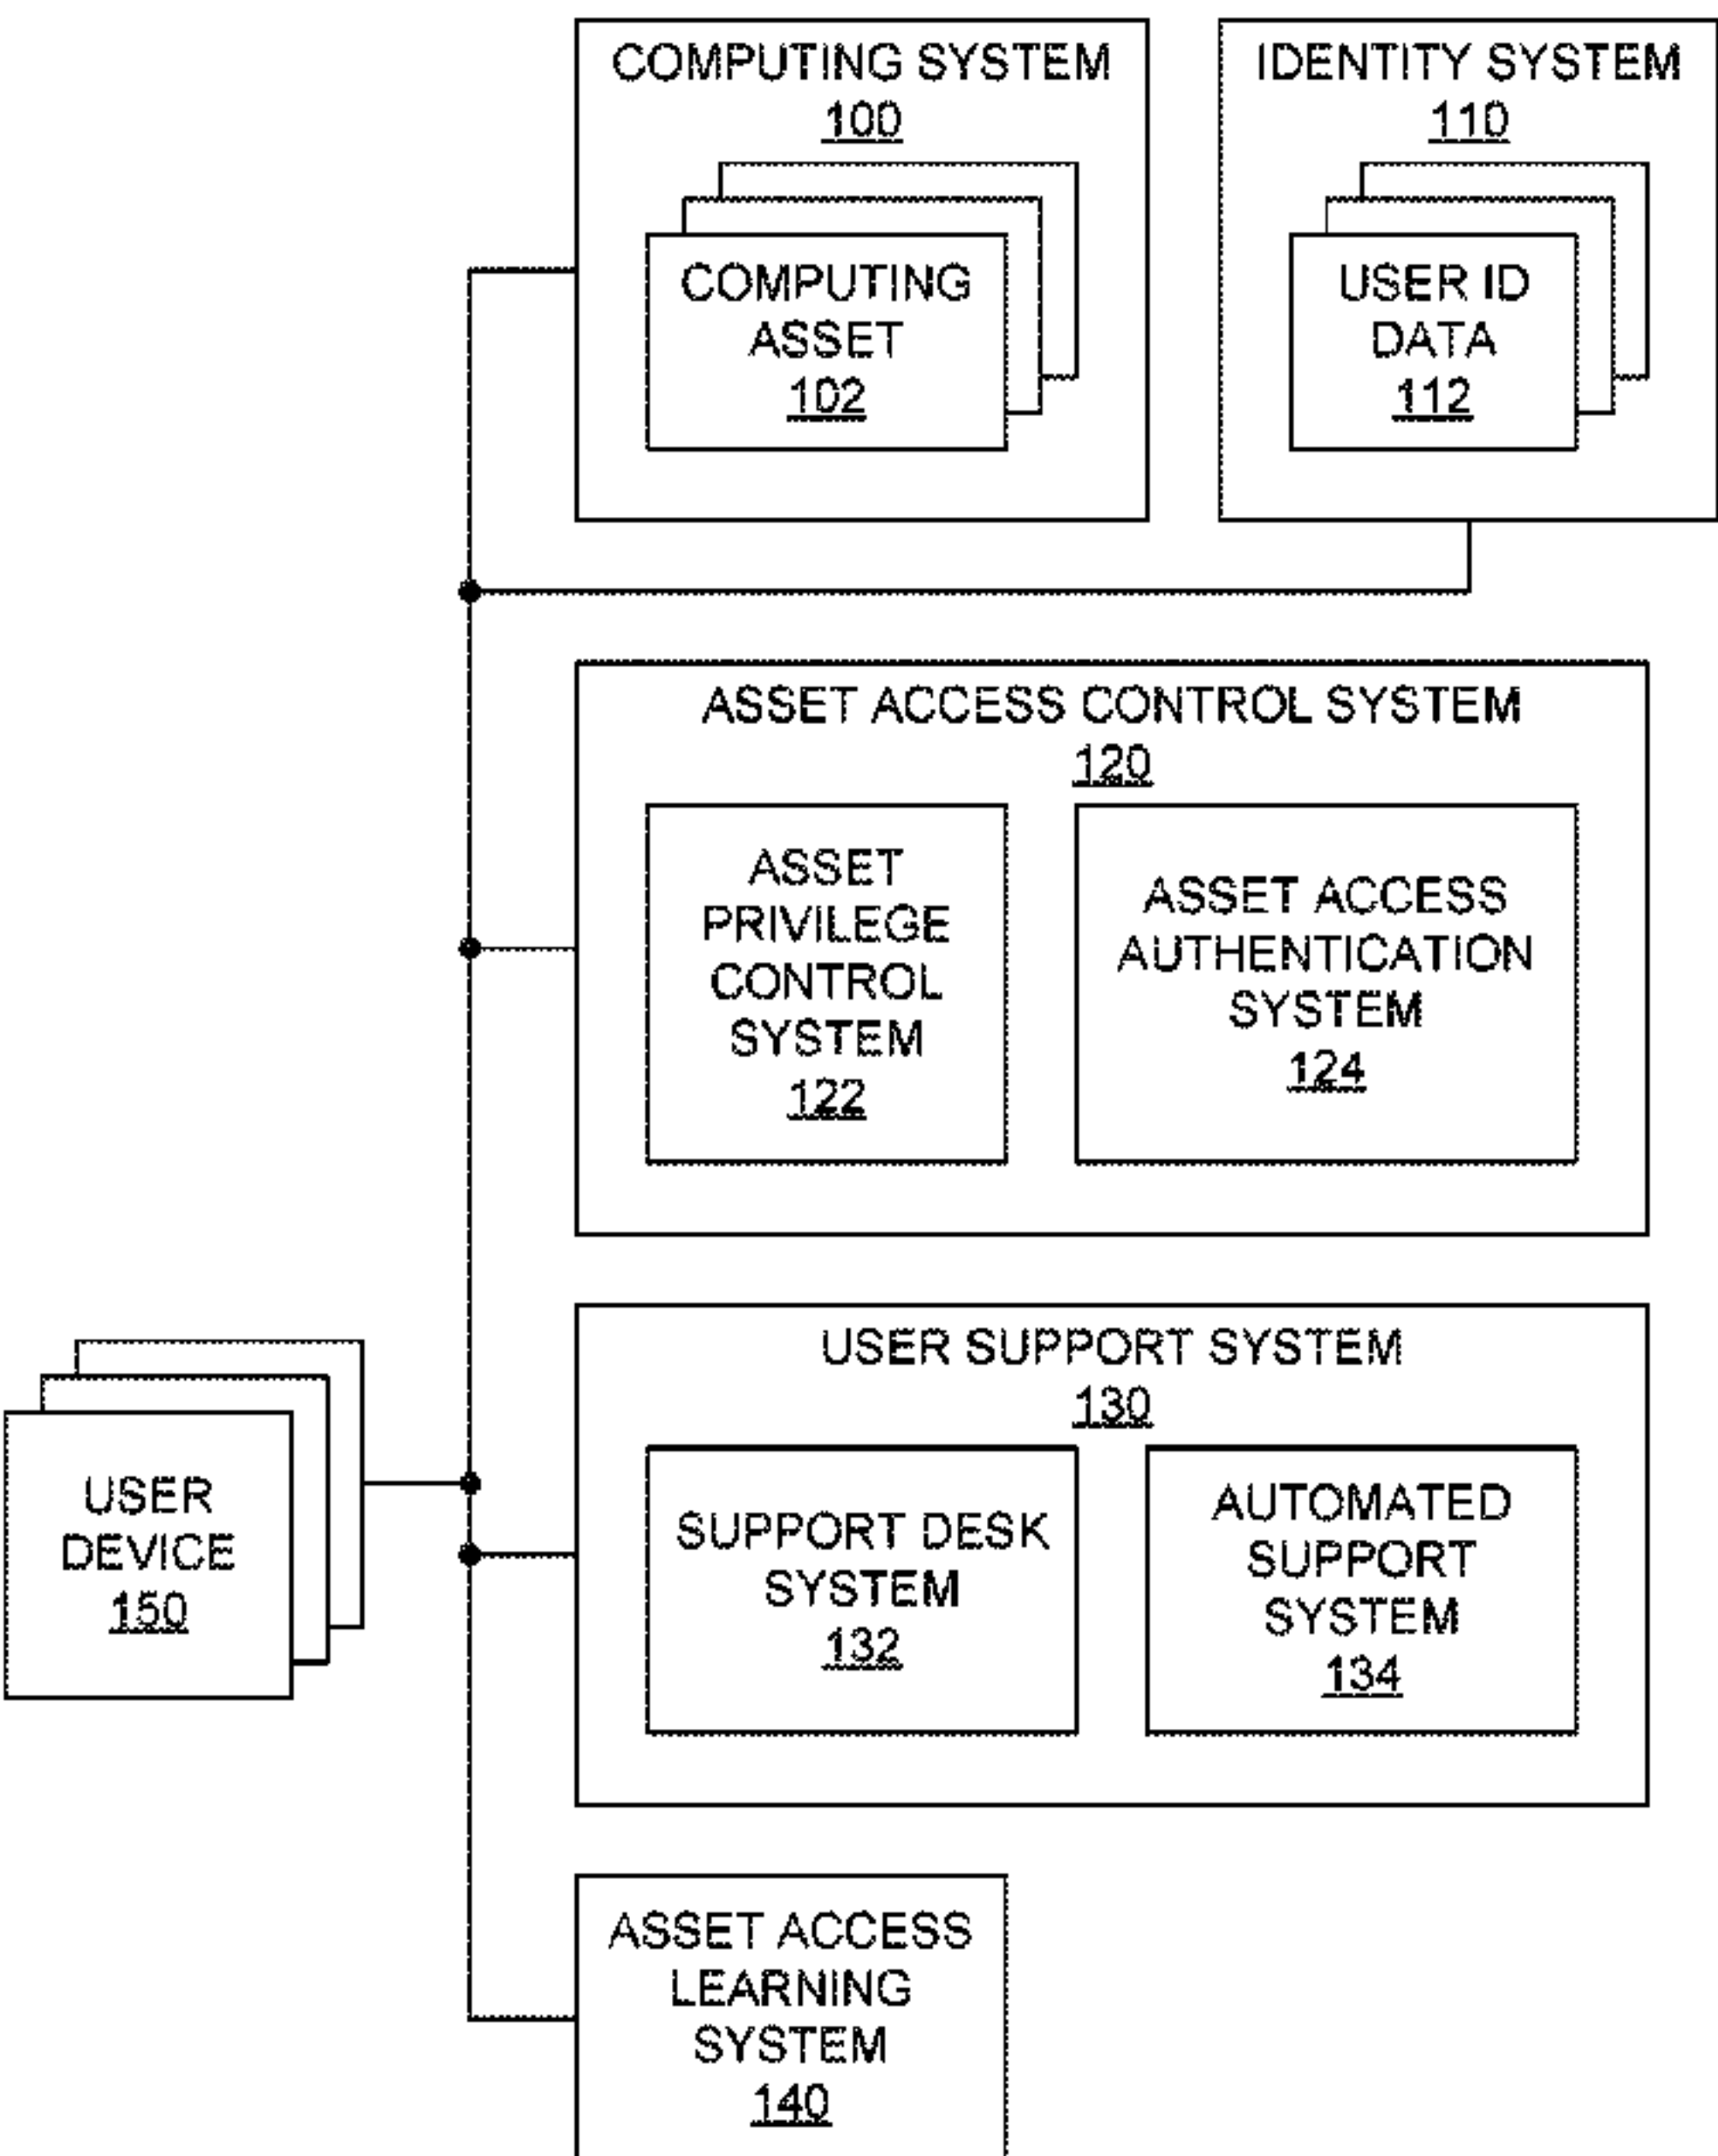 COMPUTING SYSTEM
100
COMPUTING
ASSET
102
IDENTITY SYSTEM
110
USER ID
DATA
112
ASSET ACCESS CONTROL SYSTEM
120
ASSET
PRIVILEGE
CONTROL
SYSTEM
122
ASSET ACCESS
AUTHENTICATION
SYSTEM
124
USER DEVICE
150
USER SUPPORT SYSTEM
130
SUPPORT DESK
SYSTEM
132
AUTOMATED
SUPPORT
SYSTEM
134
ASSET ACCESS
LEARNING
SYSTEM
140